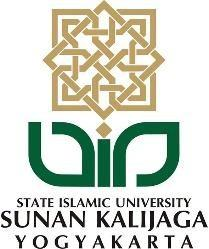 uin
STATE ISLAMIC UNIVERSITY
SUNAN KALIJAGA
YOGYAKARTA